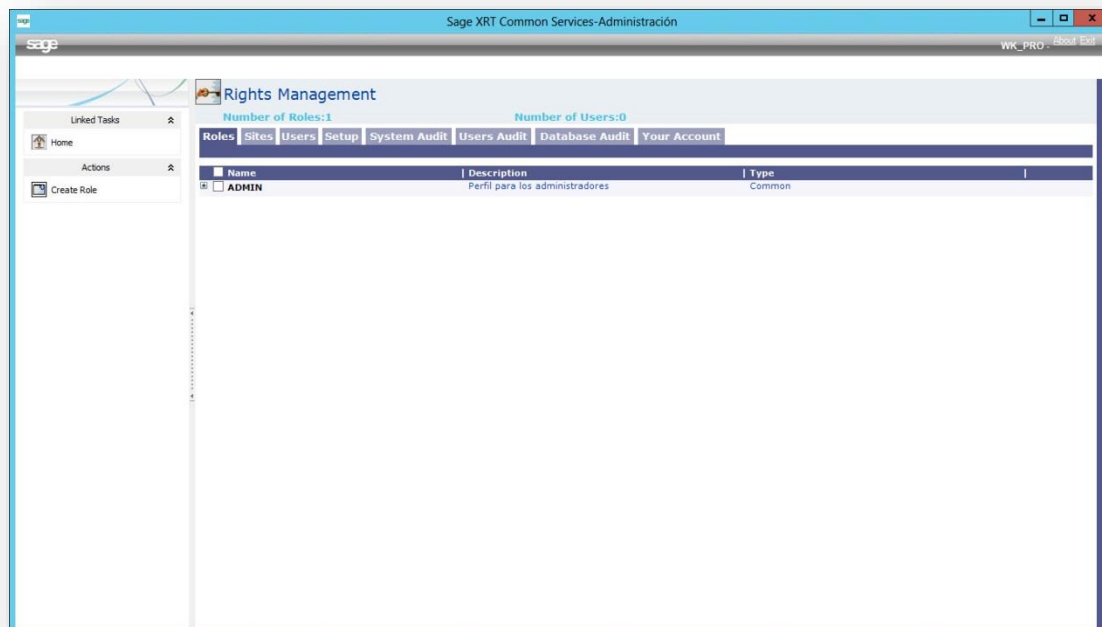 sage
Sage XRT Common Services-Administración
sage
WK_PRO - About Exit
Linked Tasks
Home
Actions
Create Role
Rights Management
Number of Roles:1 Number of Users:0
Roles Sites Users Setup System Audit Users Audit Database Audit Your Account
Name | Description | Type |
ADMIN Perfil para los administradores Common